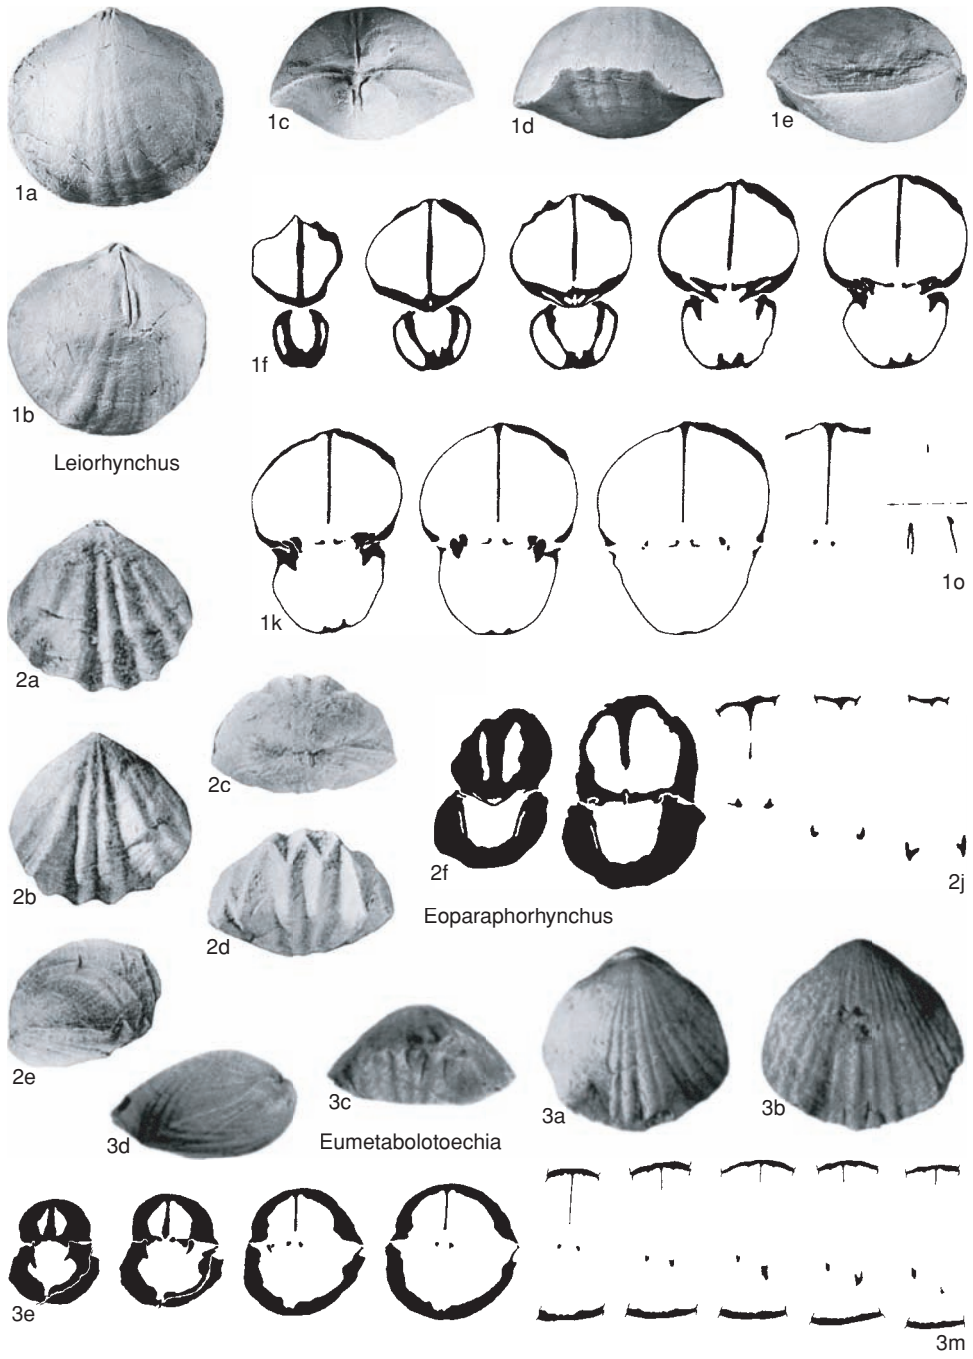 1a
1c
1d
1e
1b
1f
Leiorhynchus
1k
1o
2a
2c
2b
2d
2f
2j
Eoparaphorhynchus
2e
3d
3c
Eumetabolotoechia
3a
3b
3e
3m